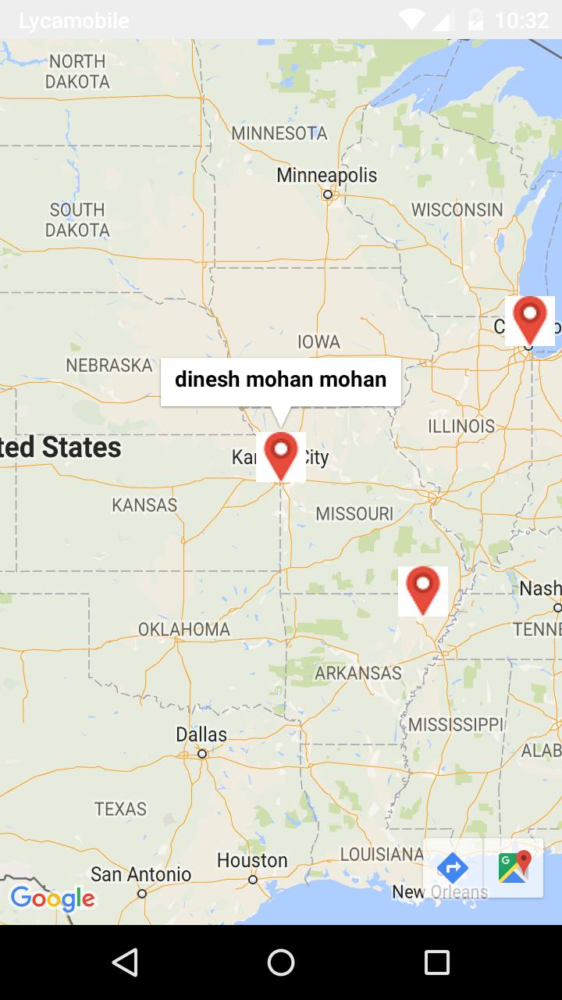 Lycamobile 10:32
NORTH
DAKOTA
MINNESOTA
Minneapolis
SOUTH
DAKOTA
WISCONSIN
IOWA
NEBRASKA
dinesh mohan mohan
ILLINOIS
ted States
City
KANSAS
MISSOURI
Nash
OKLAHOMA
TENNE
ARKANSAS
MISSISSIPPI
Dallas
ALAB
TEXAS
LOUISIANA
Houston
San Antonio
New Orleans
G
Google